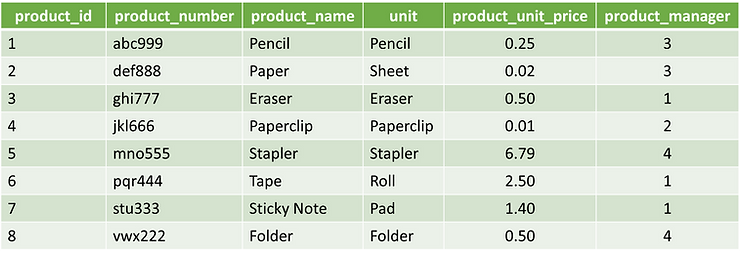 product_id product_number product_name unit product_unit_price product_manager
1 abc999 Pencil Pencil 0.25 3
2 def888 Paper Sheet 0.02 3
3 ghi777 Eraser Eraser 0.50 1
4 jkl666 Paperclip Paperclip 0.01 2
5 mno555 Stapler Stapler 6.79 4
6 pqr444 Tape Roll 2.50 1
7 stu333 Sticky Note Pad 1.40 1
8 vwx222 Folder Folder 0.50 4